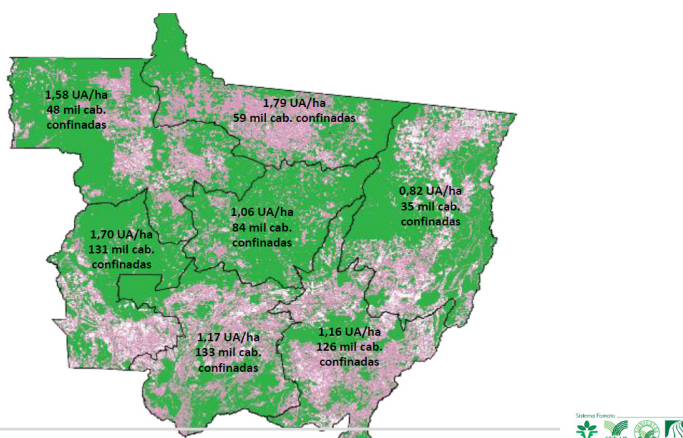 1,58 UA/ha
48 mil cab.
confinadas
1,79 UA/ha
59 mil cab. confinadas
0,82 UA/ha
35 mil cab.
confinadas
1,06 UA/ha
84 mil cab.
confinadas
1,70 UA/ha
131 mil cab.
confinadas
1,17 UA/ha
133 mil cab.
confinadas
1,16 UA/ha
126 mil cab.
confinadas
Sistema Famato